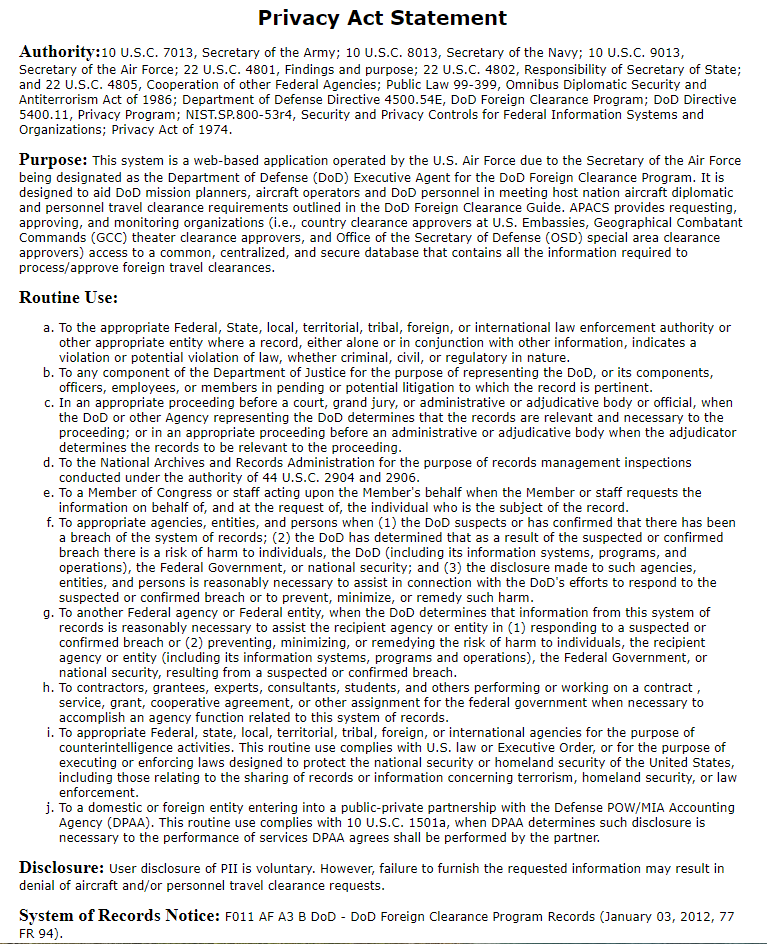 Privacy Act Statement
Authority:10 U.S.C. 7013, Secretary of the Army; 10 U.S.C. 8013, Secretary of the Navy; 10 U.S.C. 9013,
Secretary of the Air Force; 22 U.S.C. 4801, Findings and purpose; 22 U.S.C. 4802, Responsibility of Secretary of State;
and 22 U.S.C. 4805, Cooperation of other Federal Agencies; Public Law 99-399, Omnibus Diplomatic Security and
Antiterrorism Act of 1986; Department of Defense Directive 4500.54E, DoD Foreign Clearance Program; DoD Directive
5400.11, Privacy Program; NIST.SP.800-53r4, Security and Privacy Controls for Federal Information Systems and
Organizations; Privacy Act of 1974.
Purpose: This system is a web-based application operated by the U.S. Air Force due to the Secretary of the Air Force
being designated as the Department of Defense (DoD) Executive Agent for the DoD Foreign Clearance Program. It is
designed to aid DoD mission planners, aircraft operators and DoD personnel in meeting host nation aircraft diplomatic
and personnel travel clearance requirements outlined in the DoD Foreign Clearance Guide. APACS provides requesting,
approving, and monitoring organizations (i.e., country clearance approvers at U.S. Embassies, Geographical Combatant
Commands (GCC) theater clearance approvers, and Office of the Secretary of Defense (OSD) special area clearance
approvers) access to a common, centralized, and secure database that contains all the information required to
process/approve foreign travel clearances.
Routine Use:
a. To the appropriate Federal, State, local, territorial, tribal, foreign, or international law enforcement authority or
other appropriate entity where a record, either alone or in conjunction with other information, indicates a
violation or potential violation of law, whether criminal, civil, or regulatory in nature.
b. To any component of the Department of Justice for the purpose of representing the DoD, or its components,
officers, employees, or members in pending or potential litigation to which the record is pertinent.
c. In an appropriate proceeding before a court, grand jury, or administrative or adjudicative body or official, when
the DoD or other Agency representing the DoD determines that the records are relevant and necessary to the
proceeding; or in an appropriate proceeding before an administrative or adjudicative body when the adjudicator
determines the records to be relevant to the proceeding.
d. To the National Archives and Records Administration for the purpose of records management inspections
conducted under the authority of 44 U.S.C. 2904 and 2906.
e. To a Member of Congress or staff acting upon the Member's behalf when the Member or staff requests the
information on behalf of, and at the request of, the individual who is the subject of the record.
f. To appropriate agencies, entities, and persons when (1) the DoD suspects or has confirmed that there has been
a breach of the system of records; (2) the DoD has determined that as a result of the suspected or confirmed
breach there is a risk of harm to individuals, the DoD (including its information systems, programs, and
operations), the Federal Government, or national security; and (3) the disclosure made to such agencies,
entities, and persons is reasonably necessary to assist in connection with the DoD's efforts to respond to the
suspected or confirmed breach or to prevent, minimize, or remedy such harm.
g. To another Federal agency or Federal entity, when the DoD determines that information from this system of
records is reasonably necessary to assist the recipient agency or entity in (1) responding to a suspected or
confirmed breach or (2) preventing, minimizing, or remedying the risk of harm to individuals, the recipient
agency or entity (including its information systems, programs and operations), the Federal Government, or
national security, resulting from a suspected or confirmed breach.
h. To contractors, grantees, experts, consultants, students, and others performing or working on a contract ,
service, grant, cooperative agreement, or other assignment for the federal government when necessary to
accomplish an agency function related to this system of records.
i. To appropriate Federal, state, local, territorial, tribal, foreign, or international agencies for the purpose of
counterintelligence activities. This routine use complies with U.S. law or Executive Order, or for the purpose of
executing or enforcing laws designed to protect the national security or homeland security of the United States,
including those relating to the sharing of records or information concerning terrorism, homeland security, or law
enforcement.
j. To a domestic or foreign entity entering into a public-private partnership with the Defense POW/MIA Accounting
Agency (DPAA). This routine use complies with 10 U.S.C. 1501a, when DPAA determines such disclosure is
necessary to the performance of services DPAA agrees shall be performed by the partner.
Disclosure: User disclosure of PII is voluntary. However, failure to furnish the requested information may result in
denial of aircraft and/or personnel travel clearance requests.
System of Records Notice: F011 AF A3 B DoD - DoD Foreign Clearance Program Records (January 03, 2012, 77
FR 94).